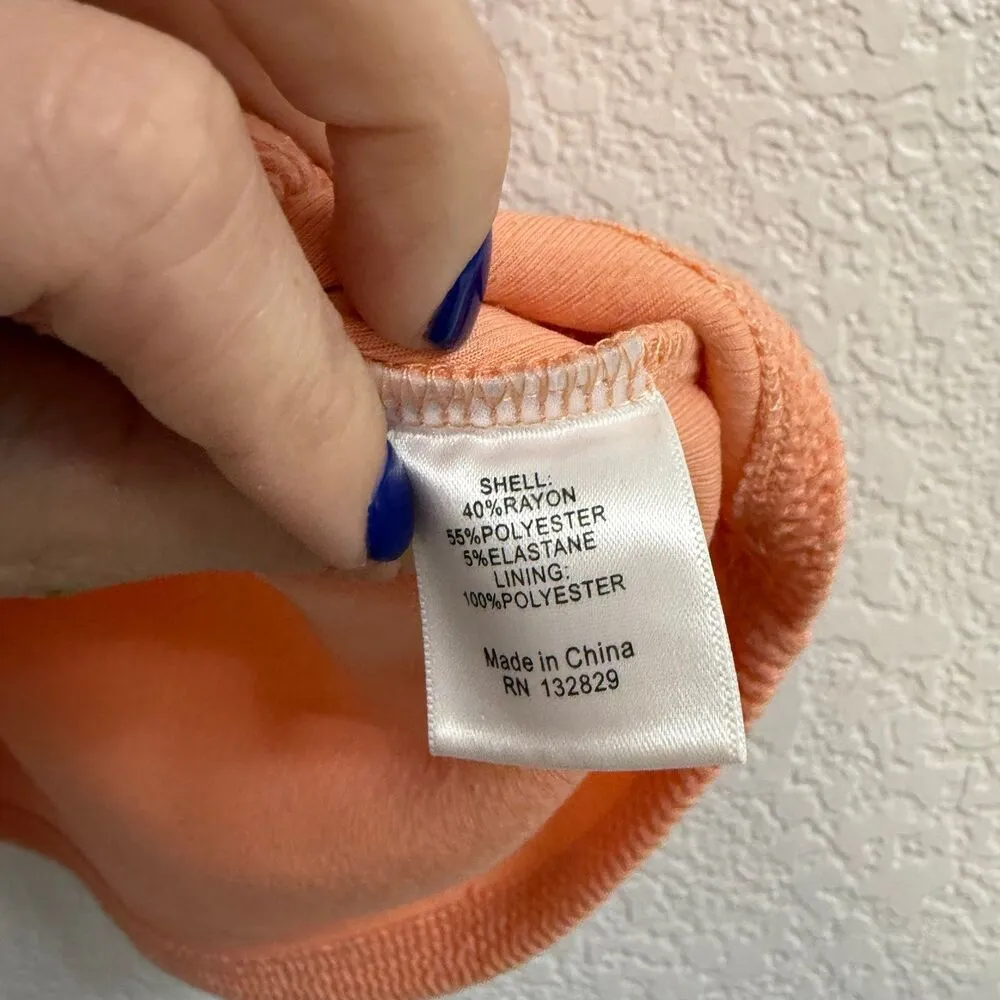 SHELL:
40%RAYON
55%POLYESTER
5%ELASTANE
LINING:
100%POLYESTER
Made in China
RN 132829